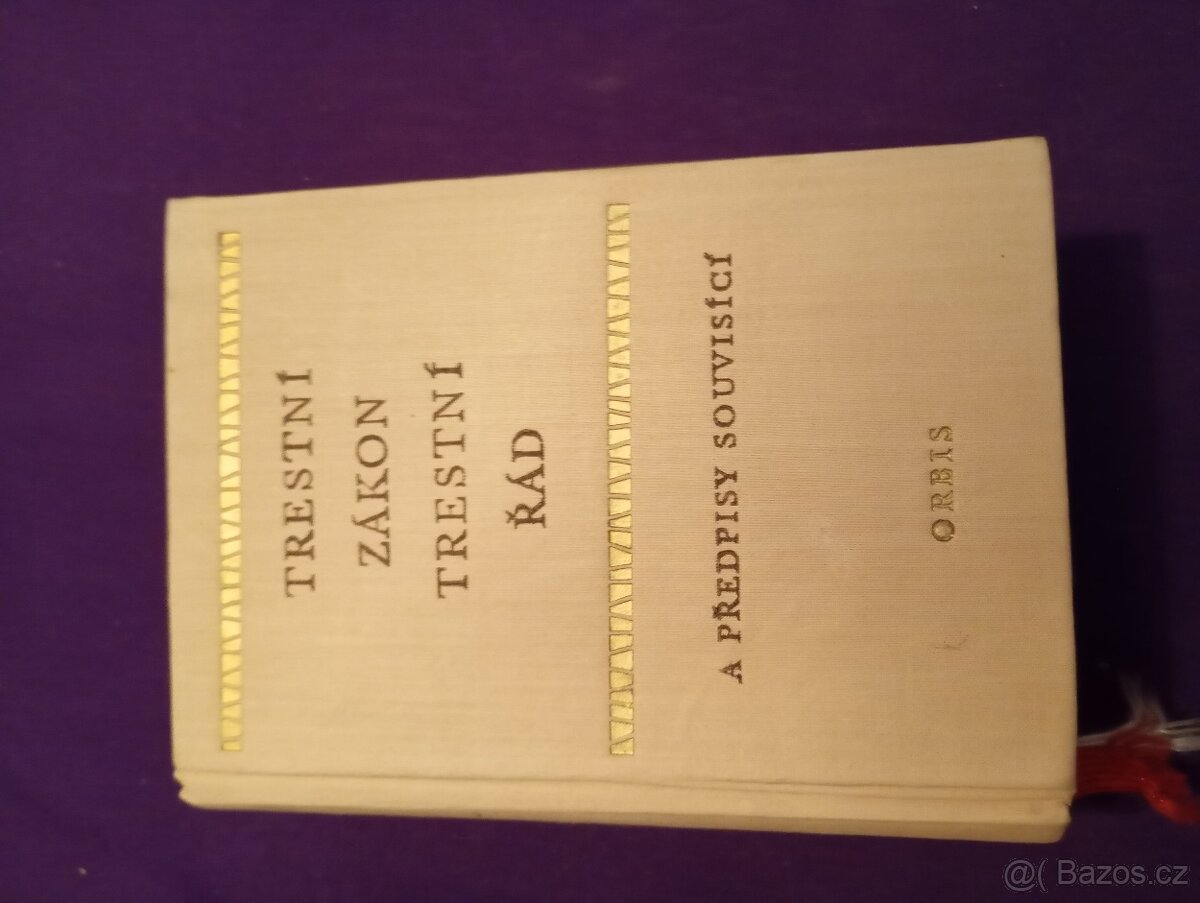 TRESTNÍ
ZÁKON
TRESTNÍ
ŘÁD
A PŘEDPISY SOUVISÍCÍ
ORBIS
@( Bazos.cz